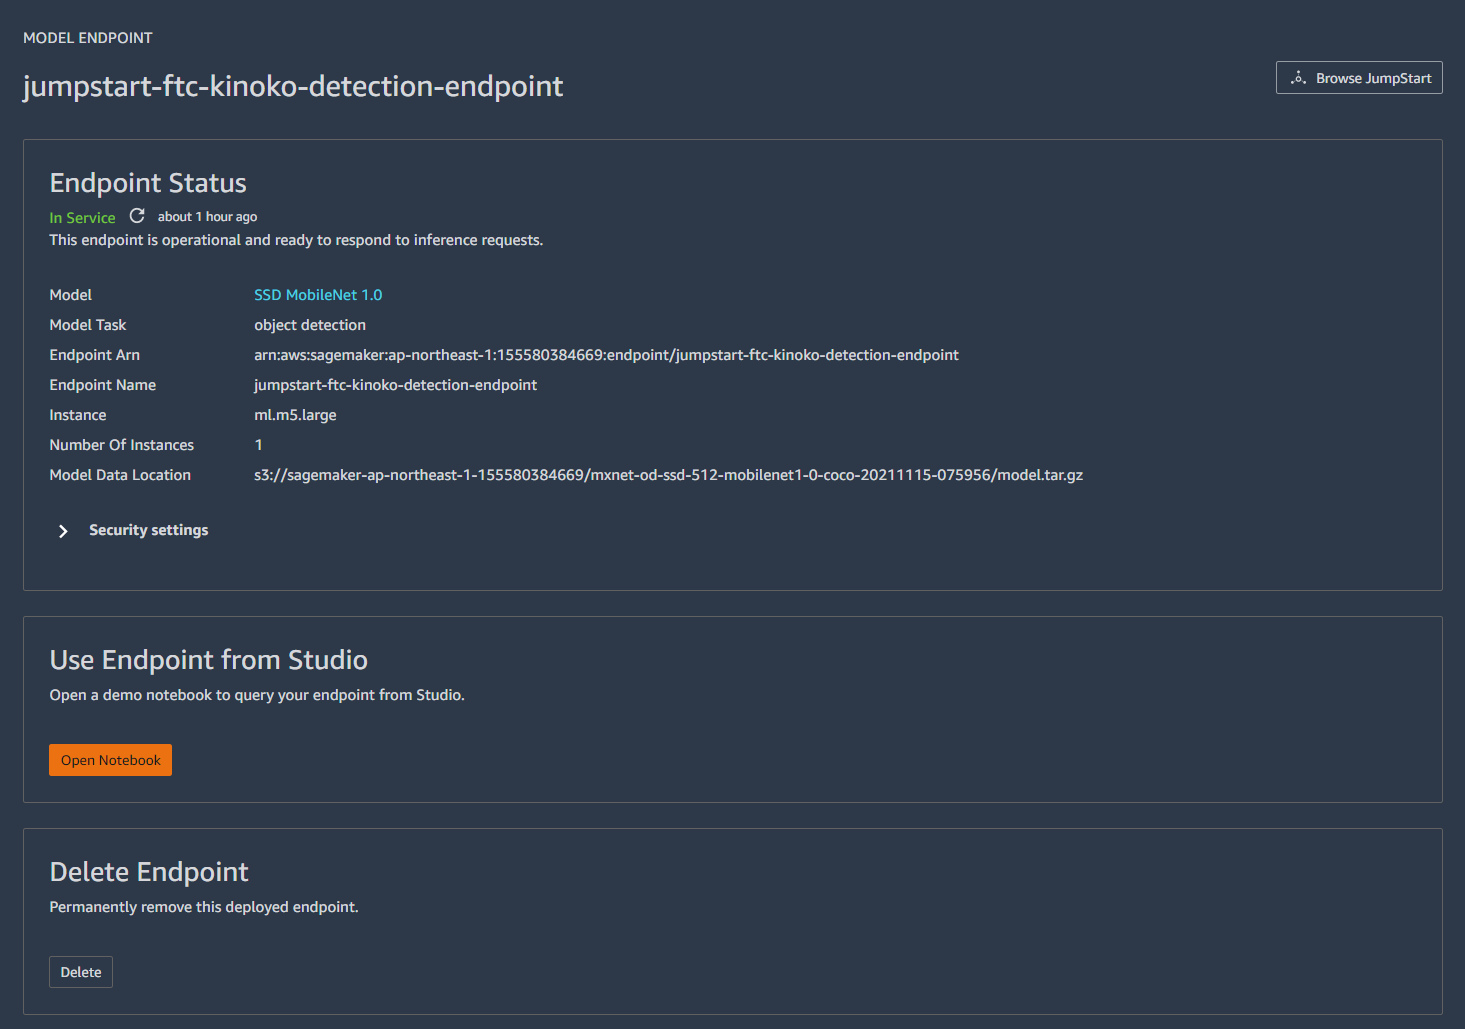 MODEL ENDPOINT
jumpstart-ftc-kinoko-detection-endpoint
Browse JumpStart
Endpoint Status
In Service about 1 hour ago
This endpoint is operational and ready to respond to inference requests.
Model SSD MobileNet 1.0
Model Task object detection
Endpoint Arn arn:aws:sagemaker:ap-northeast-1:155580384669:endpoint/jumpstart-ftc-kinoko-detection-endpoint
Endpoint Name jumpstart-ftc-kinoko-detection-endpoint
Instance ml.m5.large
Number Of Instances 1
Model Data Location s3://sagemaker-ap-northeast-1-155580384669/mxnet-od-ssd-512-mobilenet1-0-coco-20211115-075956/model.tar.gz
Security settings
Use Endpoint from Studio
Open a demo notebook to query your endpoint from Studio.
Open Notebook
Delete Endpoint
Permanently remove this deployed endpoint.
Delete